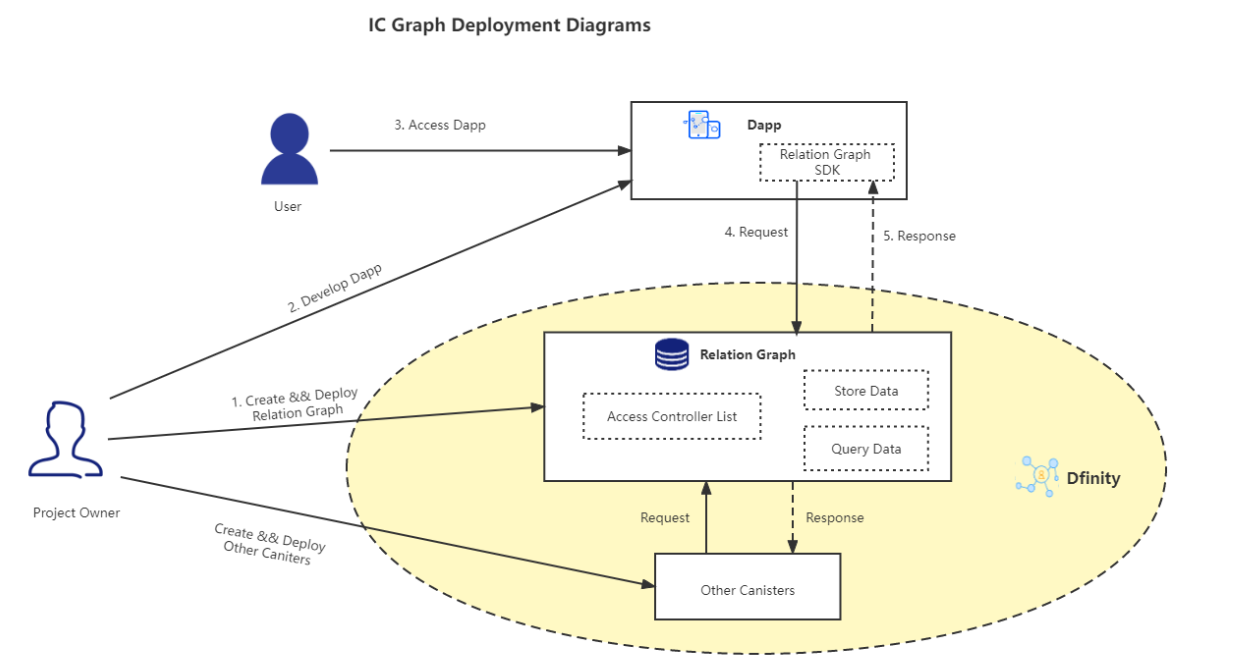 IC Graph Deployment Diagrams
3. Access Dapp
Dapp
Relation Graph
SDK
User
4. Request
5. Response
2. Develop Dapp
Relation Graph
1. Create && Deploy
Relation Graph
Access Controller List
Store Data
Query Data
Dfinity
Project Owner
Create && Deploy
Other Caniters
Request
Response
Other Canisters